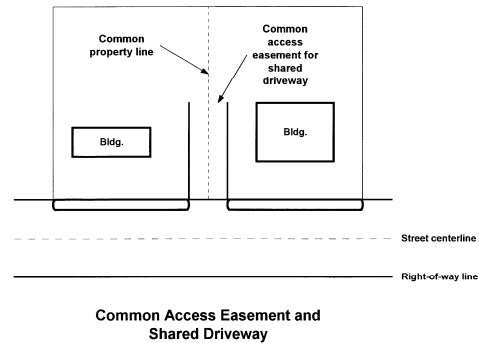 Common
property line
Common
access
easement for
shared
driveway
Bldg.
Bldg.
Street centerline
Right-of-way line
Common Access Easement and
Shared Driveway